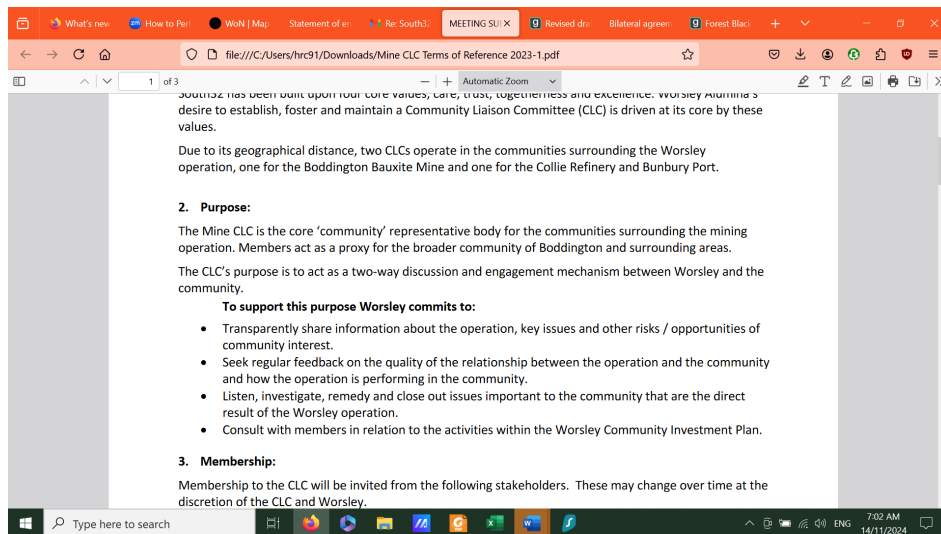 What's new
How to Perf
WoN | Map
Statement of en
Re: South32
MEETING SUI
Revised dra
Bilateral agreem
Forest Black
file:///C:/Users/hrc91/Downloads/Mine CLC Terms of Reference 2023-1.pdf
1 of 3
Automatic Zoom
South32 has been built upon four core values, care, trust, togetherness and excellence. Worsley Alumina's
desire to establish, foster and maintain a Community Liaison Committee (CLC) is driven at its core by these
values.
Due to its geographical distance, two CLCs operate in the communities surrounding the Worsley
operation, one for the Boddington Bauxite Mine and one for the Collie Refinery and Bunbury Port.
2. Purpose:
The Mine CLC is the core 'community' representative body for the communities surrounding the mining
operation. Members act as a proxy for the broader community of Boddington and surrounding areas.
The CLC's purpose is to act as a two-way discussion and engagement mechanism between Worsley and the
community.
To support this purpose Worsley commits to:
• Transparently share information about the operation, key issues and other risks / opportunities of
community interest.
• Seek regular feedback on the quality of the relationship between the operation and the community
and how the operation is performing in the community.
• Listen, investigate, remedy and close out issues important to the community that are the direct
result of the Worsley operation.
• Consult with members in relation to the activities within the Worsley Community Investment Plan.
3. Membership:
Membership to the CLC will be invited from the following stakeholders. These may change over time at the
discretion of the CLC and Worsley.
Type here to search
ENG
7:02 AM
14/11/2024